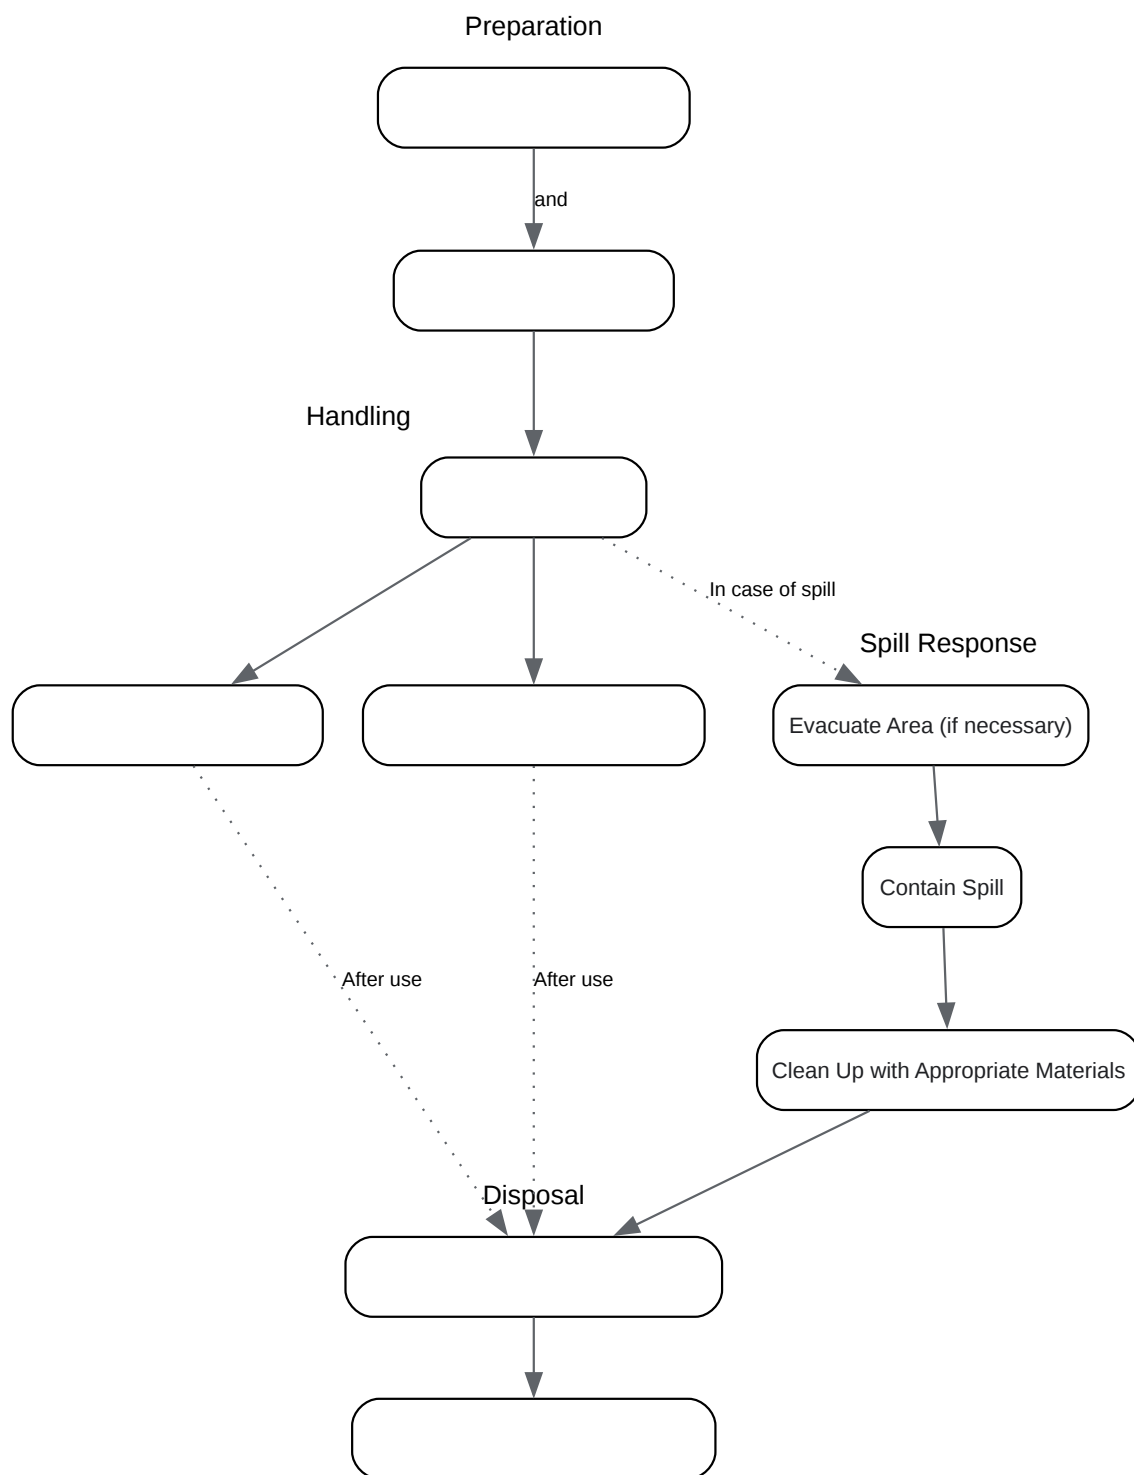 Preparation
and
Handling
In case of spill
Spill Response
Evacuate Area (if necessary)
Contain Spill
After use
After use
Clean Up with Appropriate Materials
Disposal